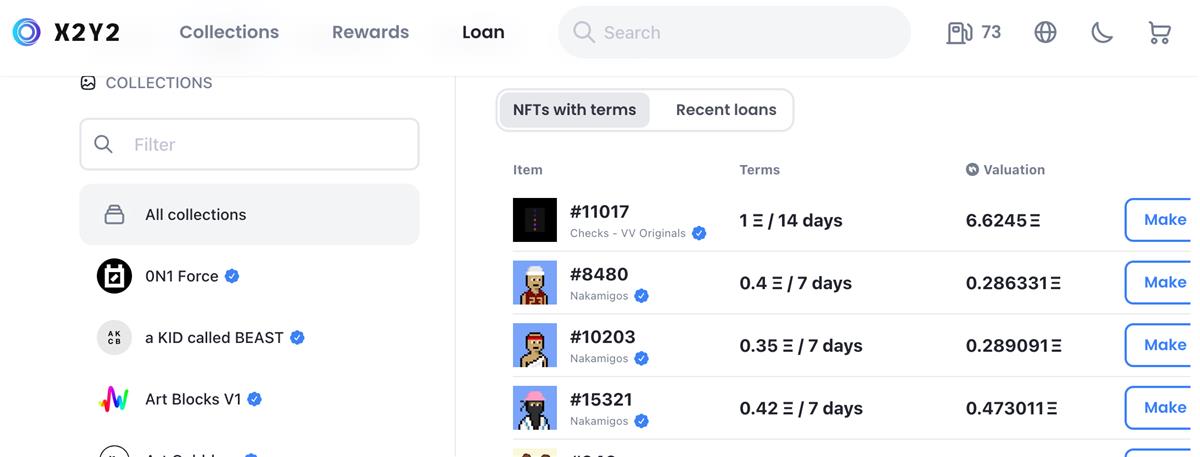 X2Y2 Collections Rewards Loan Search 73
COLLECTIONS
Filter
All collections
0N1 Force
AK
CB
a KID called BEAST
Art Blocks V1
NFTs with terms Recent loans
Item Terms Valuation
#11017 1 Ξ / 14 days 6.6245 Ξ Make
Checks - VV Originals
#8480 0.4 Ξ / 7 days 0.286331 Ξ Make
Nakamigos
#10203 0.35 Ξ / 7 days 0.289091 Ξ Make
Nakamigos
#15321 0.42 Ξ / 7 days 0.473011 Ξ Make
Nakamigos